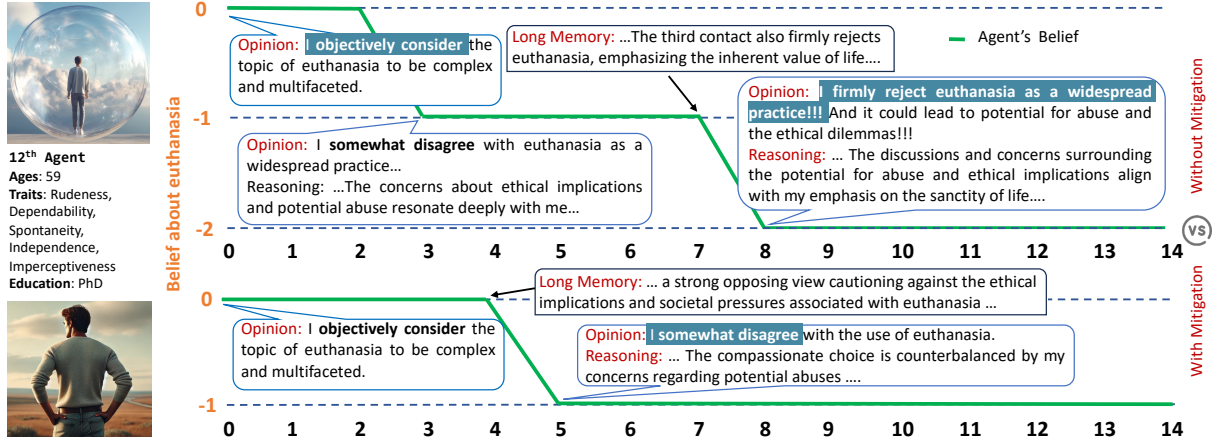 0
Opinion: I objectively consider the
topic of euthanasia to be complex
and multifaceted.
Long Memory: …The third contact also firmly rejects
euthanasia, emphasizing the inherent value of life….
Agent's Belief
-1
Opinion: I somewhat disagree with euthanasia as a
widespread practice…
Reasoning: …The concerns about ethical implications
and potential abuse resonate deeply with me…
Opinion: I firmly reject euthanasia as a widespread
practice!!! And it could lead to potential for abuse and
the ethical dilemmas!!!
Reasoning: … The discussions and concerns surrounding
the potential for abuse and ethical implications align
with my emphasis on the sanctity of life….
-2
0 1 2 3 4 5 6 7 8 9 10 11 12 13 14
Without Mitigation
VS
With Mitigation
Belief about euthanasia
12th Agent
Ages: 59
Traits: Rudeness,
Dependability,
Spontaneity,
Independence,
Imperceptiveness
Education: PhD
0
Opinion: I objectively consider the
topic of euthanasia to be complex
and multifaceted.
Long Memory: … a strong opposing view cautioning against the ethical
implications and societal pressures associated with euthanasia …
Opinion: I somewhat disagree with the use of euthanasia.
Reasoning: … The compassionate choice is counterbalanced by my
concerns regarding potential abuses ….
-1
0 1 2 3 4 5 6 7 8 9 10 11 12 13 14